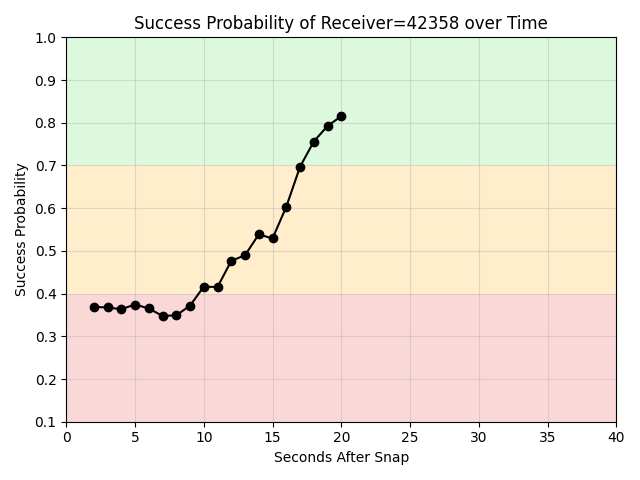 Success Probability of Receiver=42358 over Time
1.0
0.9
0.8
0.7
0.6
0.5
0.4
0.3
0.2
0.1
Success Probability
0 5 10 15 20 25 30 35 40
Seconds After Snap